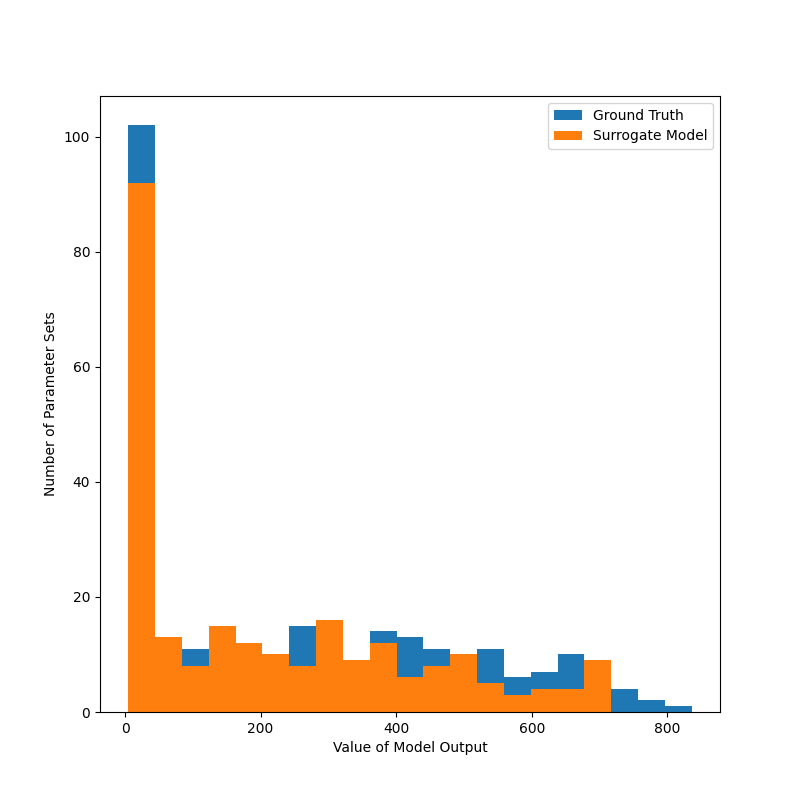 Ground Truth
Surrogate Model
100
80
60
40
20
0
Number of Parameter Sets
0 200 400 600 800
Value of Model Output